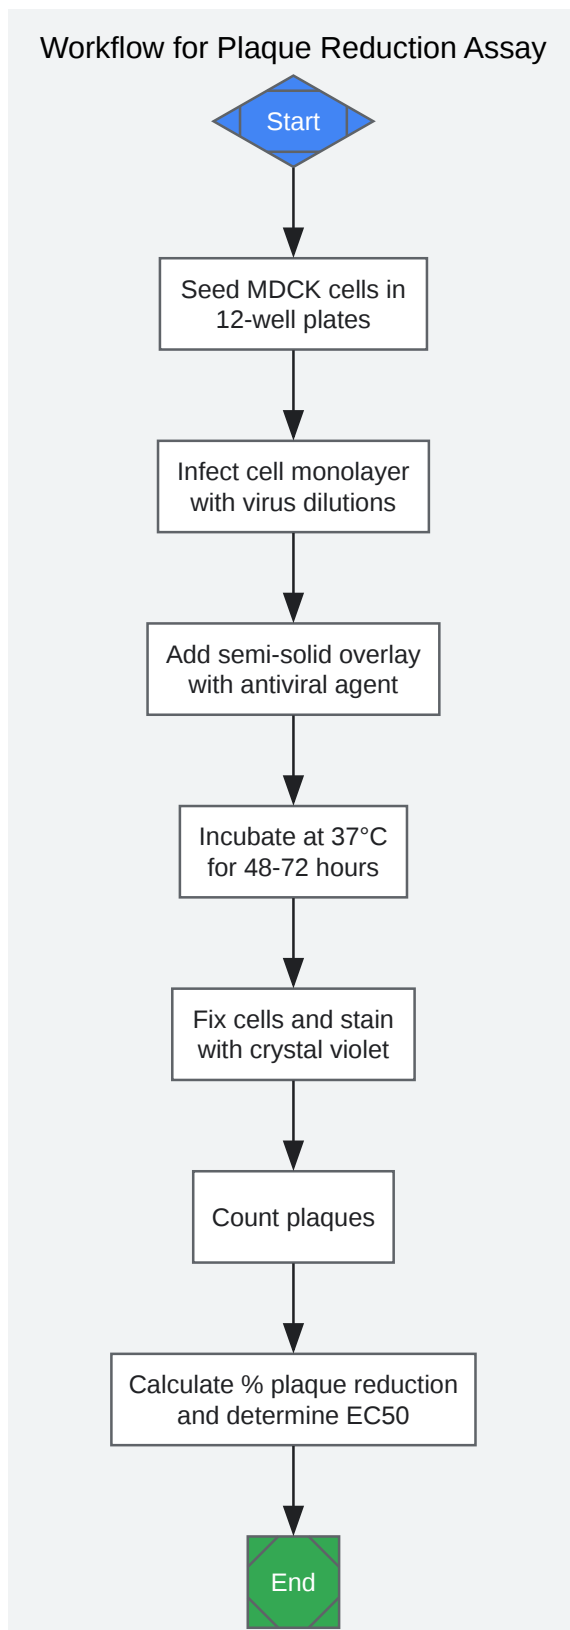 Workflow for Plaque Reduction Assay
Start
Seed MDCK cells in
12-well plates
Infect cell monolayer
with virus dilutions
Add semi-solid overlay
with antiviral agent
Incubate at 37°C
for 48-72 hours
Fix cells and stain
with crystal violet
Count plaques
Calculate % plaque reduction
and determine EC50
End